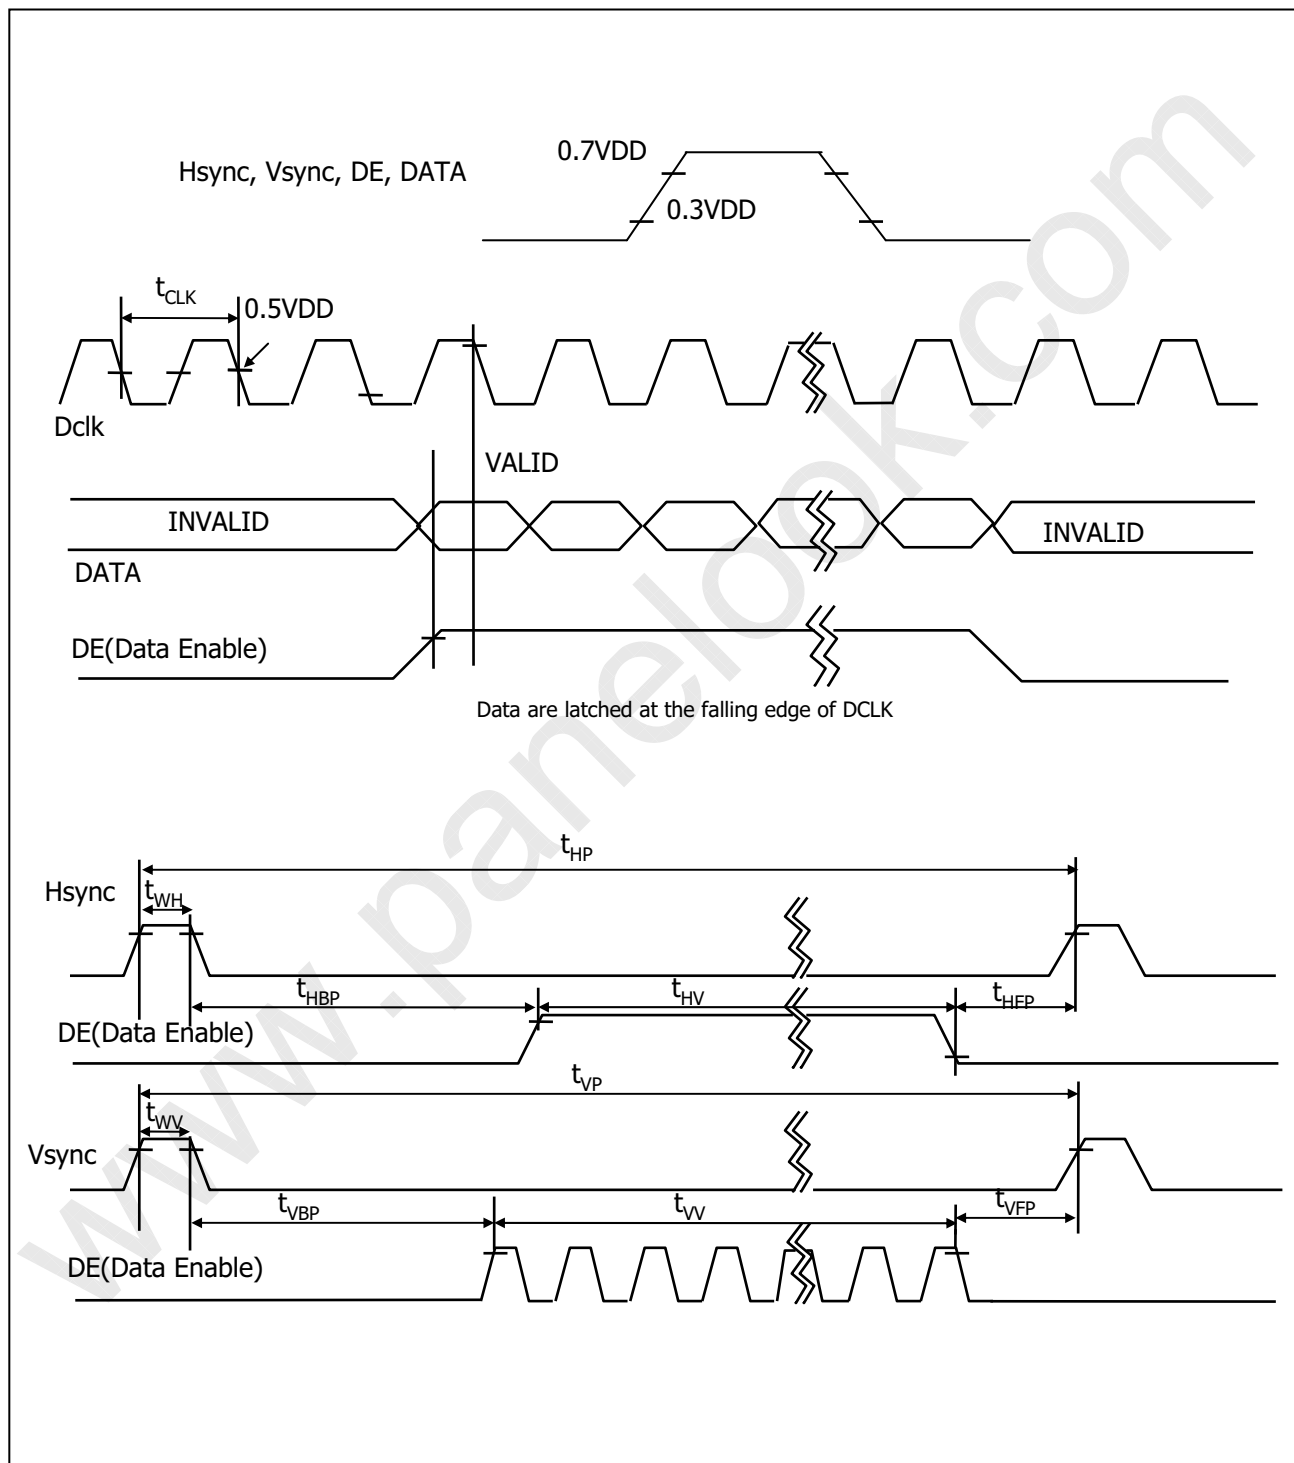 Hsync, Vsync, DE, DATA
0.7VDD
0.3VDD
tCLK
0.5VDD
Dclk
VALID
INVALID
INVALID
DATA
DE(Data Enable)
Data are latched at the falling edge of DCLK
tHP
Hsync
tWH
tHBP
tHV
tHFP
DE(Data Enable)
tVP
tWV
Vsync
tVBP
tVV
tVFP
DE(Data Enable)
www.panelook.com